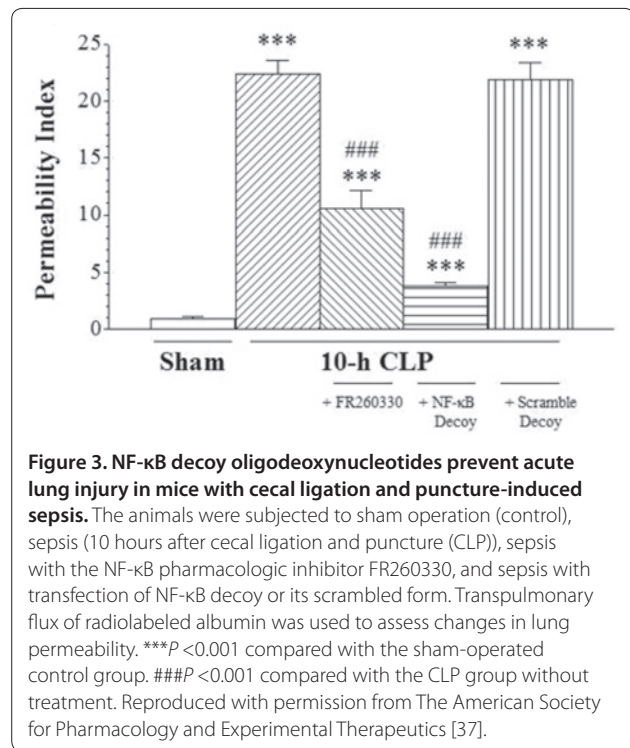 25
20
15
10
5
0
Permeability Index
***
###
***
###
***
***
Sham
10-h CLP
+ FR260330
+ NF-κB
Decoy
+ Scramble
Decoy
Figure 3. NF-κB decoy oligodeoxynucleotides prevent acute
lung injury in mice with cecal ligation and puncture-induced
sepsis. The animals were subjected to sham operation (control),
sepsis (10 hours after cecal ligation and puncture (CLP)), sepsis
with the NF-κB pharmacologic inhibitor FR260330, and sepsis with
transfection of NF-κB decoy or its scrambled form. Transpulmonary
flux of radiolabeled albumin was used to assess changes in lung
permeability. ***P <0.001 compared with the sham-operated
control group. ###P <0.001 compared with the CLP group without
treatment. Reproduced with permission from The American Society
for Pharmacology and Experimental Therapeutics [37].